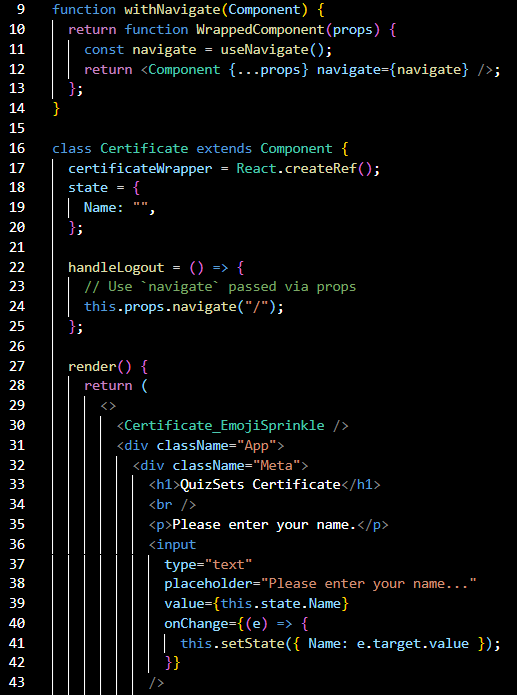 9 function withNavigate(Component) {
10 return function WrappedComponent(props) {
11 const navigate = useNavigate();
12 return <Component {...props} navigate={navigate} />;
13 };
14 }
15
16 class Certificate extends Component {
17 certificateWrapper = React.createRef();
18 state = {
19 Name: "",
20 };
21
22 handleLogout = () => {
23 // Use `navigate` passed via props
24 this.props.navigate("/");
25 };
26
27 render() {
28 return (
29 <>
30 <Certificate_EmojiSprinkle />
31 <div className="App">
32 <div className="Meta">
33 <h1>QuizSets Certificate</h1>
34 <br />
35 <p>Please enter your name.</p>
36 <input
37 type="text"
38 placeholder="Please enter your name..."
39 value={this.state.Name}
40 onChange={(e) => {
41 this.setState({ Name: e.target.value });
42 }}
43 />